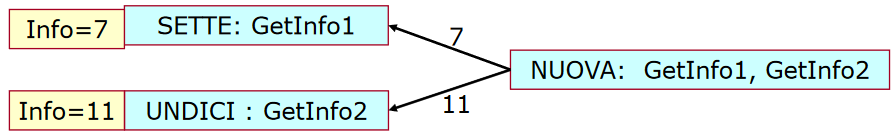 Info=7
SETTE: GetInfo1
7
NUOVA: GetInfo1, GetInfo2
Info=11
UNDICI : GetInfo2
11